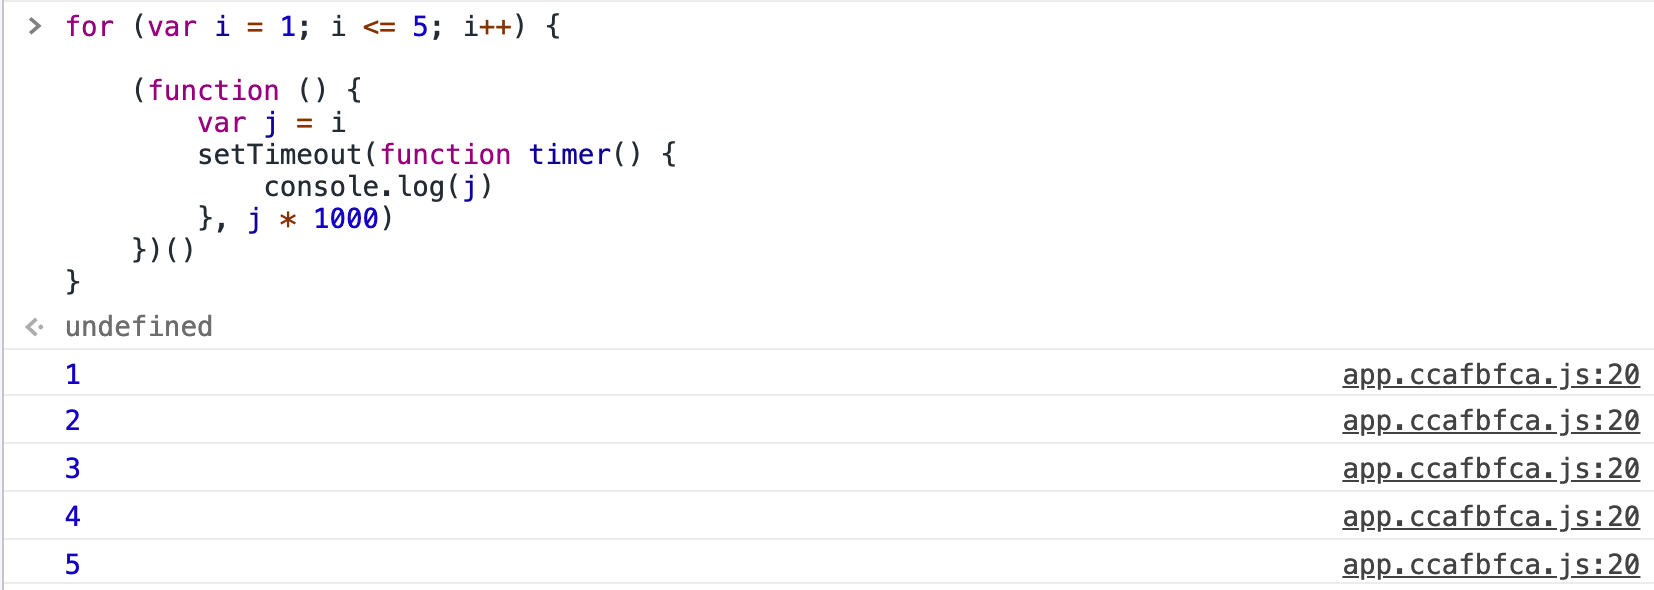 > for (var i = 1; i <= 5; i++) {
(function () {
var j = i
setTimeout(function timer() {
console.log(j)
}, j * 1000)
})()
}
undefined
1 app.ccafbfca.js:20
2 app.ccafbfca.js:20
3 app.ccafbfca.js:20
4 app.ccafbfca.js:20
5 app.ccafbfca.js:20